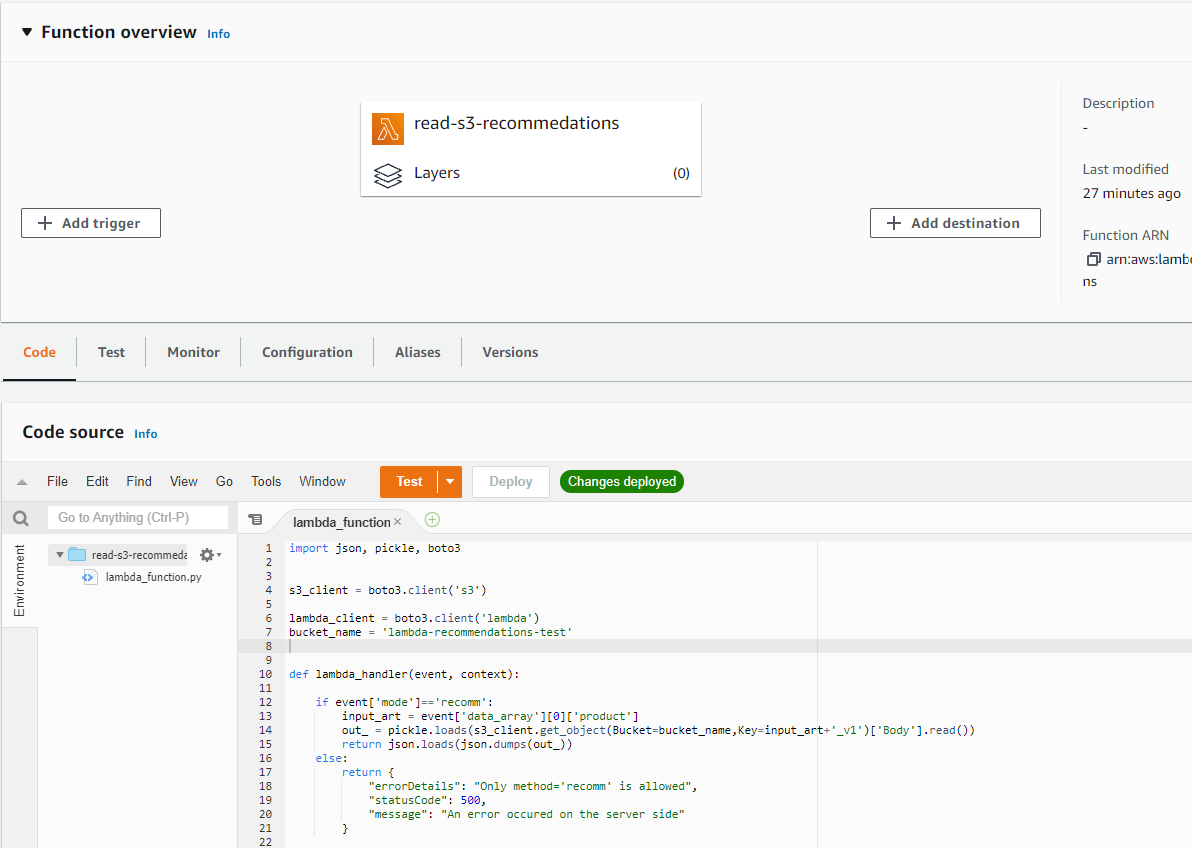 Function overview Info
read-s3-recommedations
Layers (0)
Add trigger
Add destination
Description
-
Last modified
27 minutes ago
Function ARN
arn:aws:lamb
ns
Code Test Monitor Configuration Aliases Versions
Code source Info
File Edit Find View Go Tools Window Test Deploy Changes deployed
Go to Anything (Ctrl-P)
lambda_function
Environment
read-s3-recommeda
lambda_function.py
1 import json, pickle, boto3
2
3
4 s3_client = boto3.client('s3')
5
6 lambda_client = boto3.client('lambda')
7 bucket_name = 'lambda-recommendations-test'
8
9
10 def lambda_handler(event, context):
11
12     if event['mode']=='recomm':
13         input_art = event['data_array'][0]['product']
14         out_ = pickle.loads(s3_client.get_object(Bucket=bucket_name,Key=input_art+'_v1')['Body'].read())
15         return json.loads(json.dumps(out_))
16     else:
17         return {
18             "errorDetails": "Only method='recomm' is allowed",
19             "statusCode": 500,
20             "message": "An error occured on the server side"
21         }
22